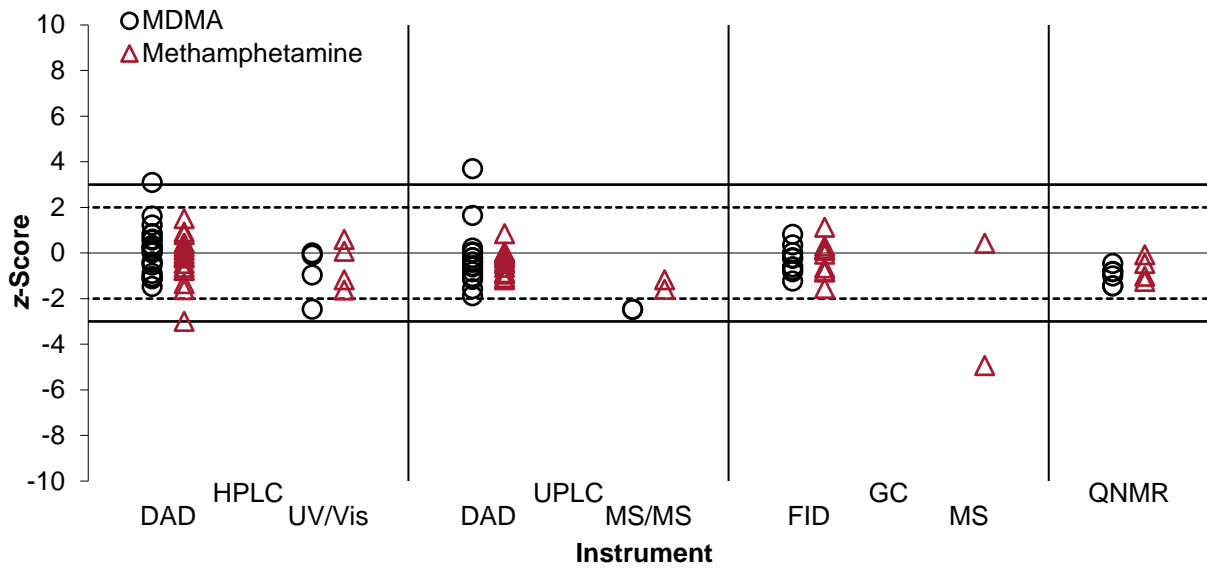 MDMA
Methamphetamine
10
8
6
4
2
0
-2
-4
-6
-8
-10
z-Score
HPLC UPLC GC QNMR
DAD UV/Vis DAD MS/MS FID MS
Instrument